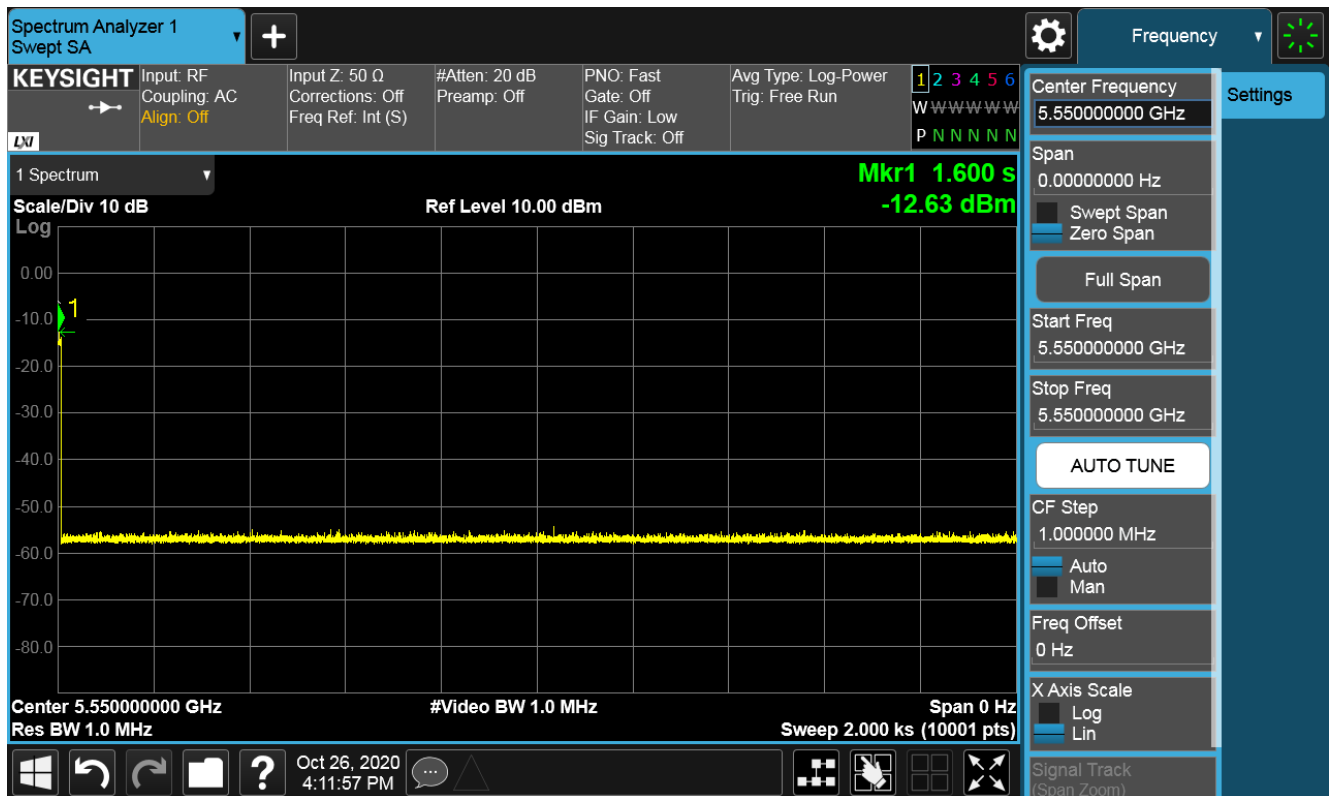 Spectrum Analyzer 1
Swept SA
Frequency
KEYSIGHT
LXI
Input: RF
Coupling: AC
Align: Off
Input Z: 50 Ω
Corrections: Off
Freq Ref: Int (S)
#Atten: 20 dB
Preamp: Off
PNO: Fast
Gate: Off
IF Gain: Low
Sig Track: Off
Avg Type: Log-Power
Trig: Free Run
1 2 3 4 5 6
W W W W W W
P N N N N N
1 Spectrum
Mkr1 1.600 s
-12.63 dBm
Scale/Div 10 dB
Ref Level 10.00 dBm
Log
0.00
-10.0
-20.0
-30.0
-40.0
-50.0
-60.0
-70.0
-80.0
1
Center 5.550000000 GHz
#Video BW 1.0 MHz
Span 0 Hz
Res BW 1.0 MHz
Sweep 2.000 ks (10001 pts)
?
Oct 26, 2020
4:11:57 PM
Center Frequency
5.550000000 GHz
Settings
Span
0.00000000 Hz
Swept Span
Zero Span
Full Span
Start Freq
5.550000000 GHz
Stop Freq
5.550000000 GHz
AUTO TUNE
CF Step
1.000000 MHz
Auto
Man
Freq Offset
0 Hz
X Axis Scale
Log
Lin
Signal Track
(Span Zoom)